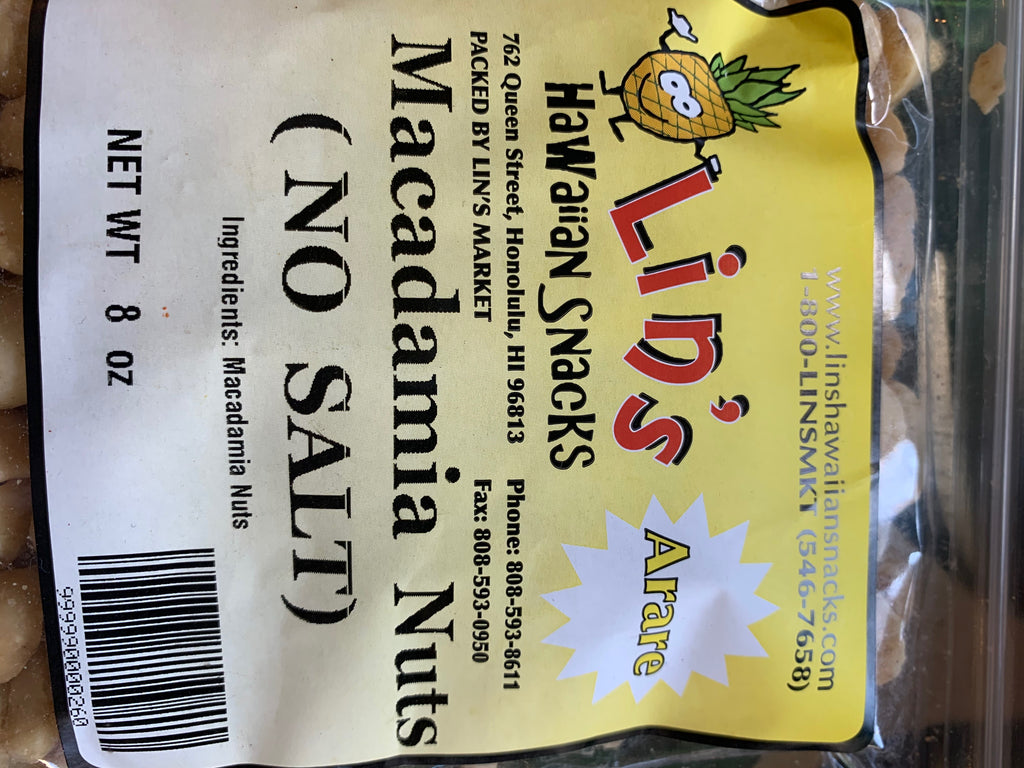 www.linshawaiiansnacks.com
1-800-LINSMKT (546-7658)
Lin's
Arare
Hawaiian Snacks
762 Queen Street, Honolulu, HI 96813 Phone: 808-593-8611
PACKED BY LIN'S MARKET Fax: 808-593-0950
Macadamia Nuts
( NO SALT)
Ingredients: Macadamia Nuts
NET WT 8 OZ
999990000260